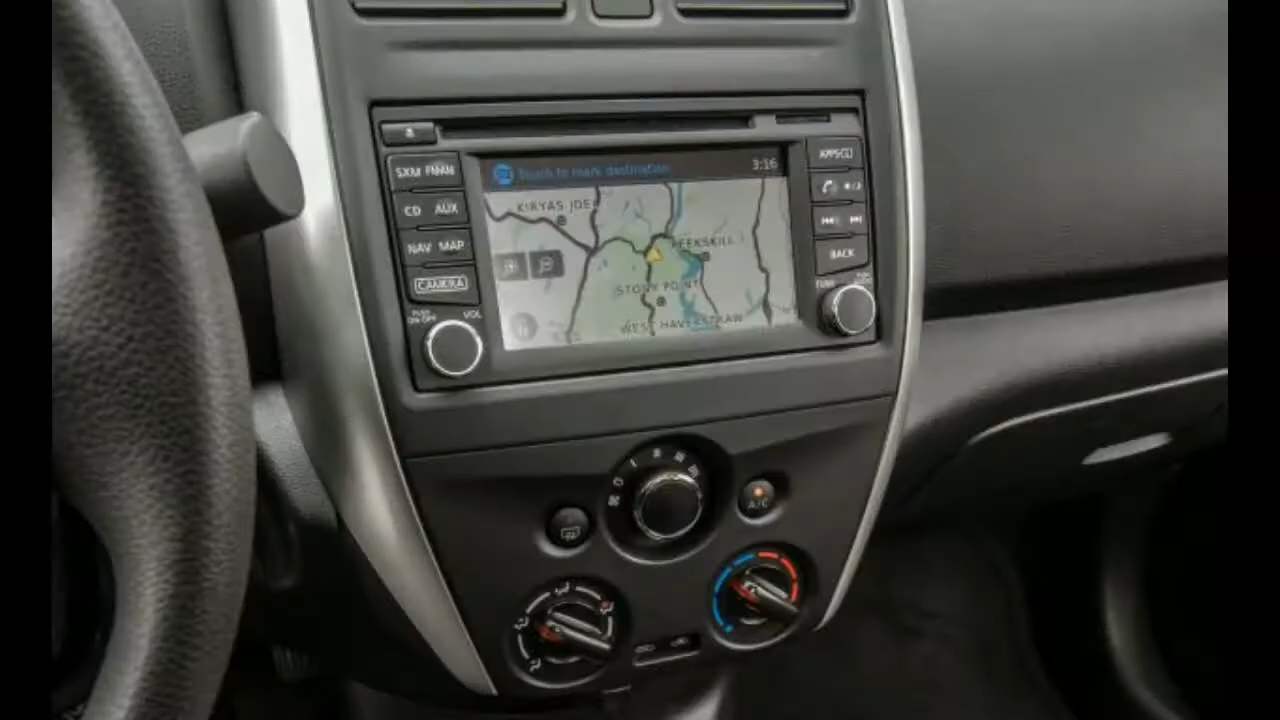 Touch to mark destination 3:16
SXM FM/AM
CD AUX
NAV MAP
CAMERA
PUSH ON·OFF
VOL
KIRYAS JOEL
PEEKSKILL
STONY POINT
WEST HAVERSTRAW
APPS
BACK
TUNE
PUSH
A/C